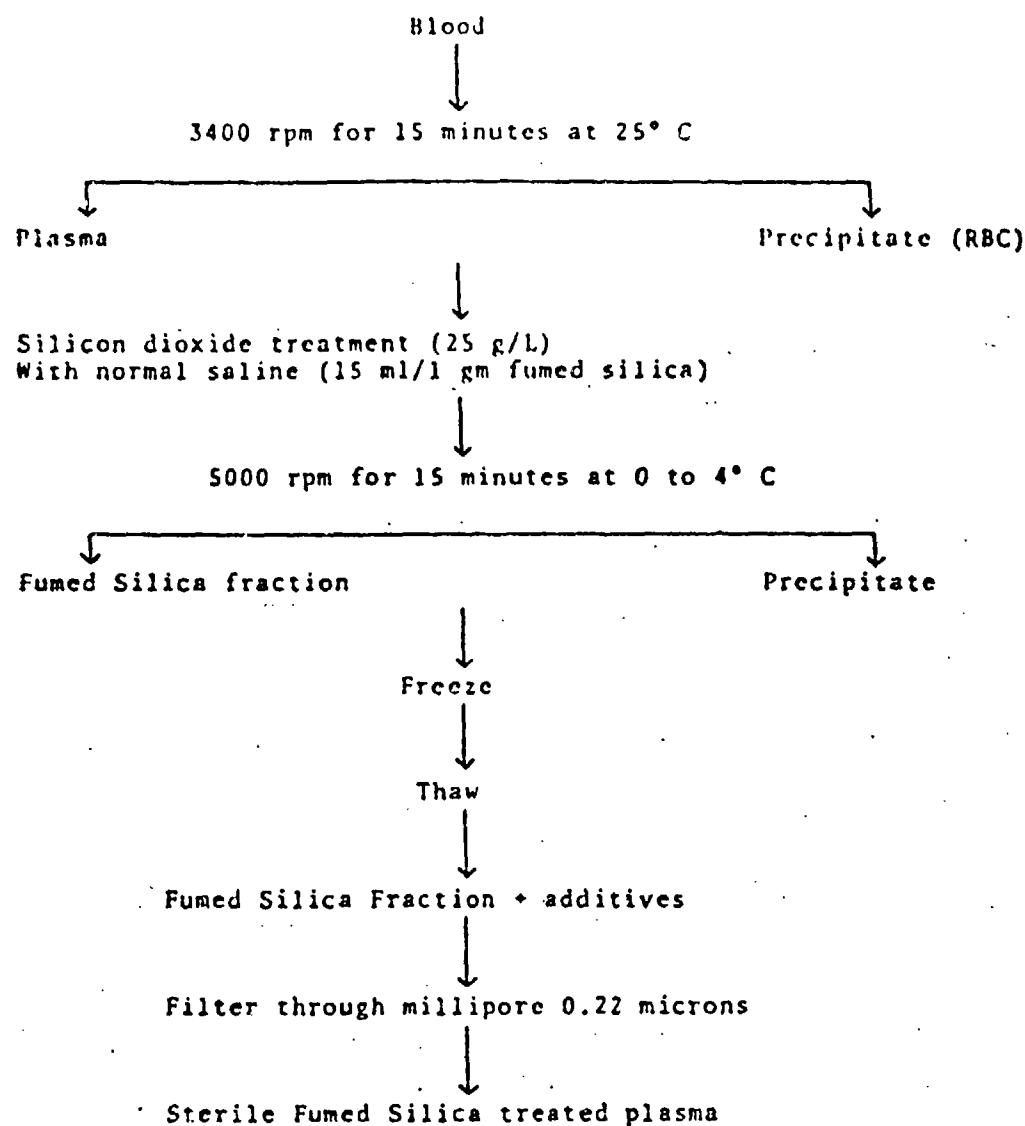 Blood
3400 rpm for 15 minutes at 25° C
Plasma
Precipitate (RBC)
Silicon dioxide treatment (25 g/L)
With normal saline (15 ml/1 gm fumed silica)
5000 rpm for 15 minutes at 0 to 4° C
Fumed Silica fraction
Precipitate
Freeze
Thaw
Fumed Silica Fraction + additives
Filter through millipore 0.22 microns
Sterile Fumed Silica treated plasma